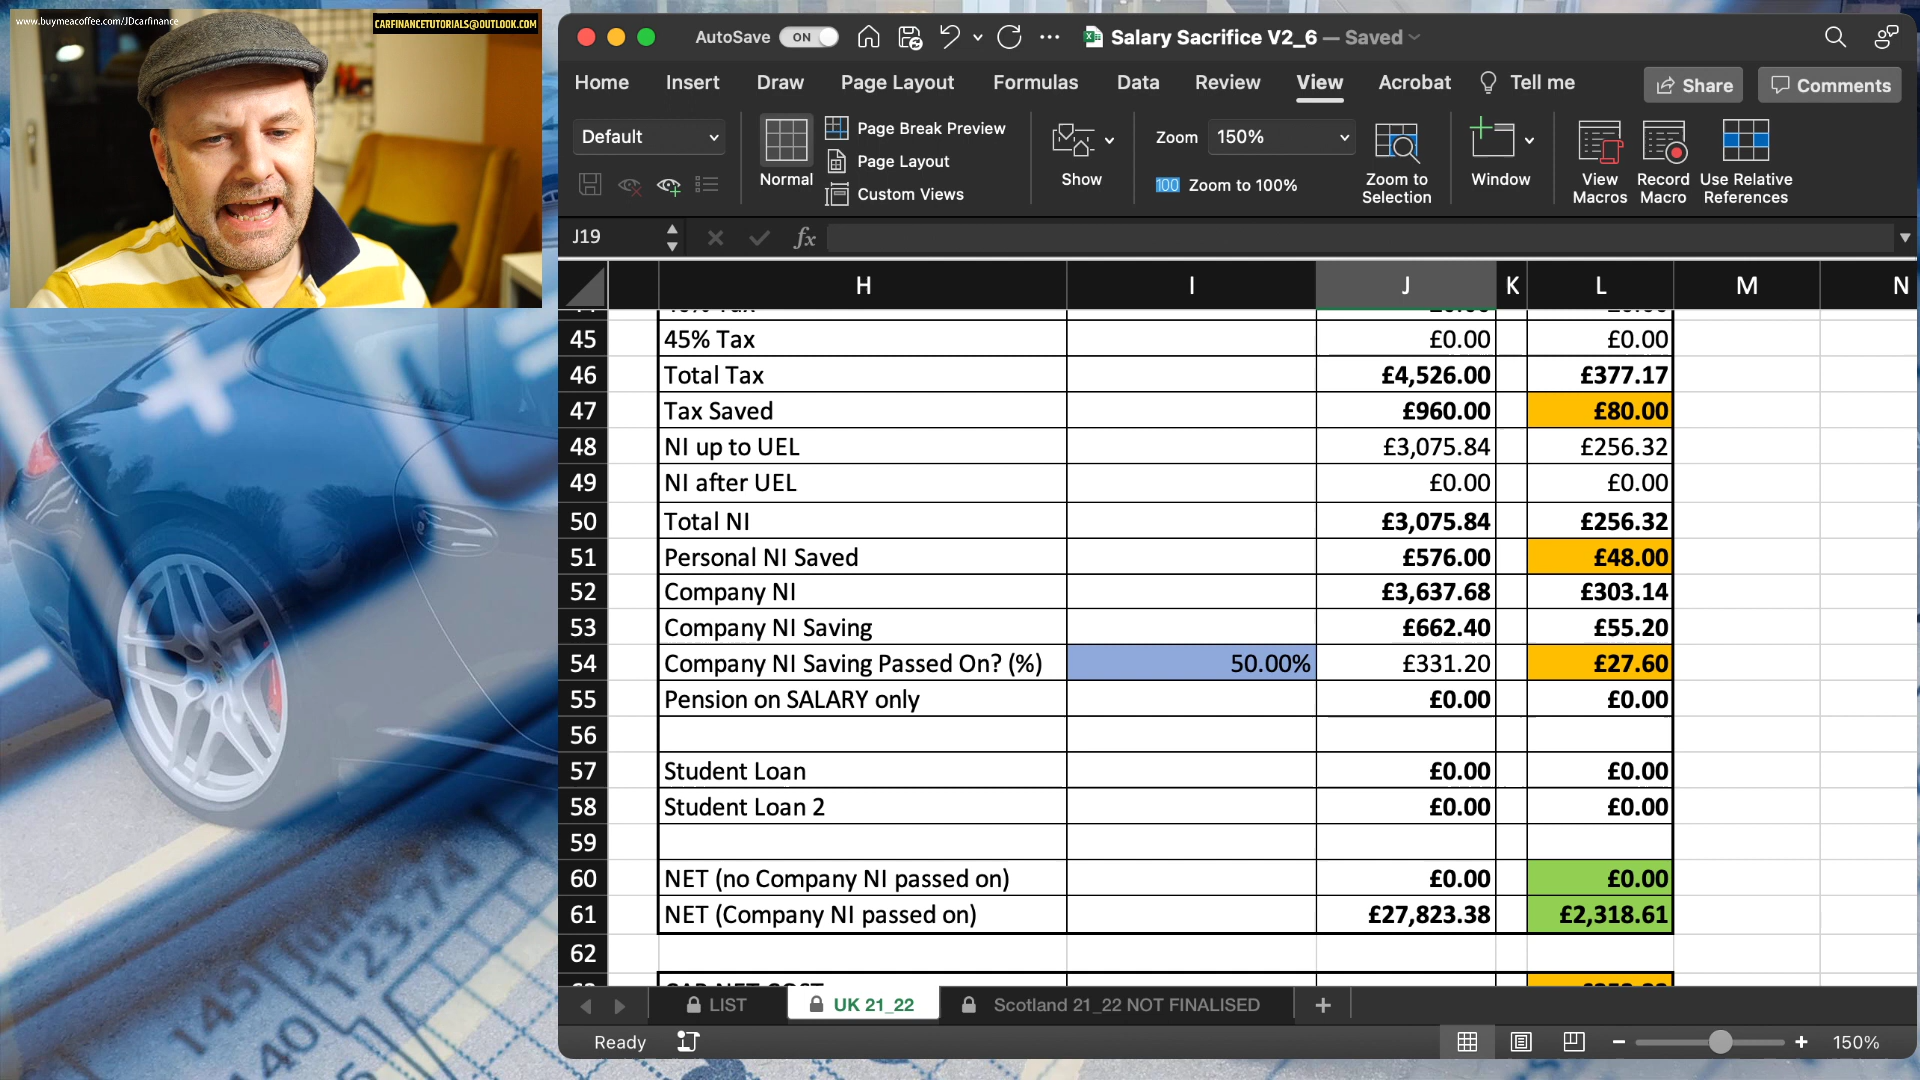 www.buymeacoffee.com/JDcarfinance
CARFINANCETUTORIALS@OUTLOOK.COM
AutoSave ON
Salary Sacrifice V2_6 — Saved
Home Insert Draw Page Layout Formulas Data Review View Acrobat Tell me
Share Comments
Default
Normal
Page Break Preview
Page Layout
Custom Views
Show
Zoom 150%
100 Zoom to 100%
Zoom to Selection
Window
View Macros
Record Macro
Use Relative References
J19
fx
H I J K L M N
45 45% Tax £0.00 £0.00
46 Total Tax £4,526.00 £377.17
47 Tax Saved £960.00 £80.00
48 NI up to UEL £3,075.84 £256.32
49 NI after UEL £0.00 £0.00
50 Total NI £3,075.84 £256.32
51 Personal NI Saved £576.00 £48.00
52 Company NI £3,637.68 £303.14
53 Company NI Saving £662.40 £55.20
54 Company NI Saving Passed On? (%) 50.00% £331.20 £27.60
55 Pension on SALARY only £0.00 £0.00
56
57 Student Loan £0.00 £0.00
58 Student Loan 2 £0.00 £0.00
59
60 NET (no Company NI passed on) £0.00 £0.00
61 NET (Company NI passed on) £27,823.38 £2,318.61
62
LIST UK 21_22 Scotland 21_22 NOT FINALISED
Ready
150%
123.74